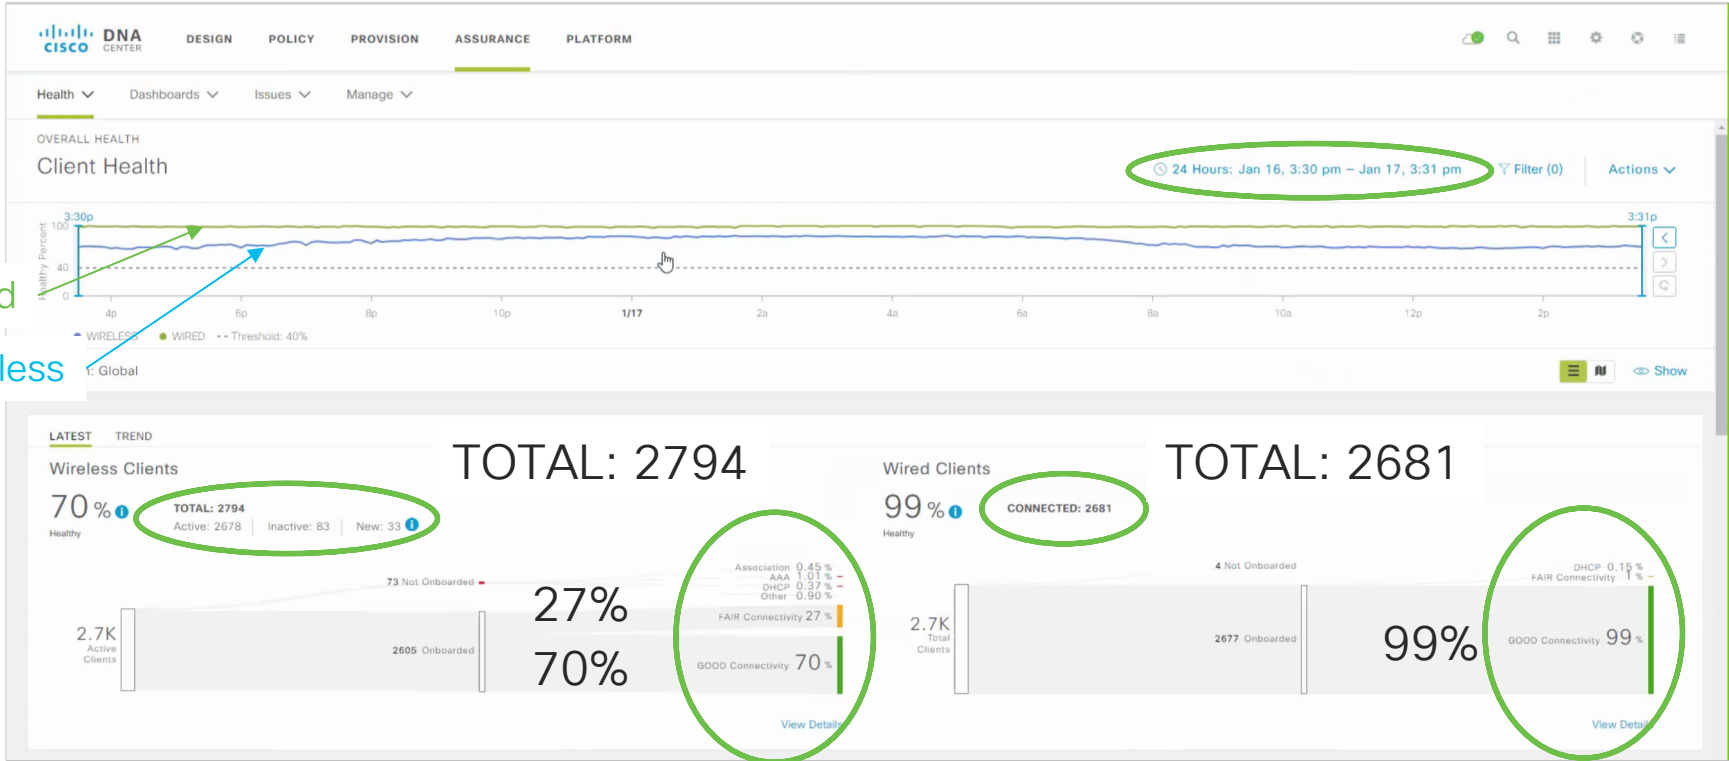 CISCO DNA CENTER DESIGN POLICY PROVISION ASSURANCE PLATFORM
Health Dashboards Issues Manage
OVERALL HEALTH
Client Health
24 Hours: Jan 16, 3:30 pm – Jan 17, 3:31 pm Filter (0) Actions
3:30p 3:31p
Healthy Percent
100
40
0
4p 6p 8p 10p 1/17 2a 4a 6a 8a 10a 12p 2p
WIRELESS WIRED -- Threshold: 40%
d
less
n: Global Show
LATEST TREND
Wireless Clients
TOTAL: 2794
70% Healthy
TOTAL: 2794
Active: 2678 Inactive: 83 New: 33
73 Not Onboarded
Association 0.45%
AAA 1.01%
DHCP 0.37%
Other 0.90%
27%
FAIR Connectivity 27%
2.7K Active Clients
2605 Onboarded
70%
GOOD Connectivity 70%
View Details
Wired Clients
TOTAL: 2681
99% Healthy
CONNECTED: 2681
4 Not Onboarded
DHCP 0.15%
FAIR Connectivity 1%
2.7K Total Clients
2677 Onboarded
99%
GOOD Connectivity 99%
View Detail